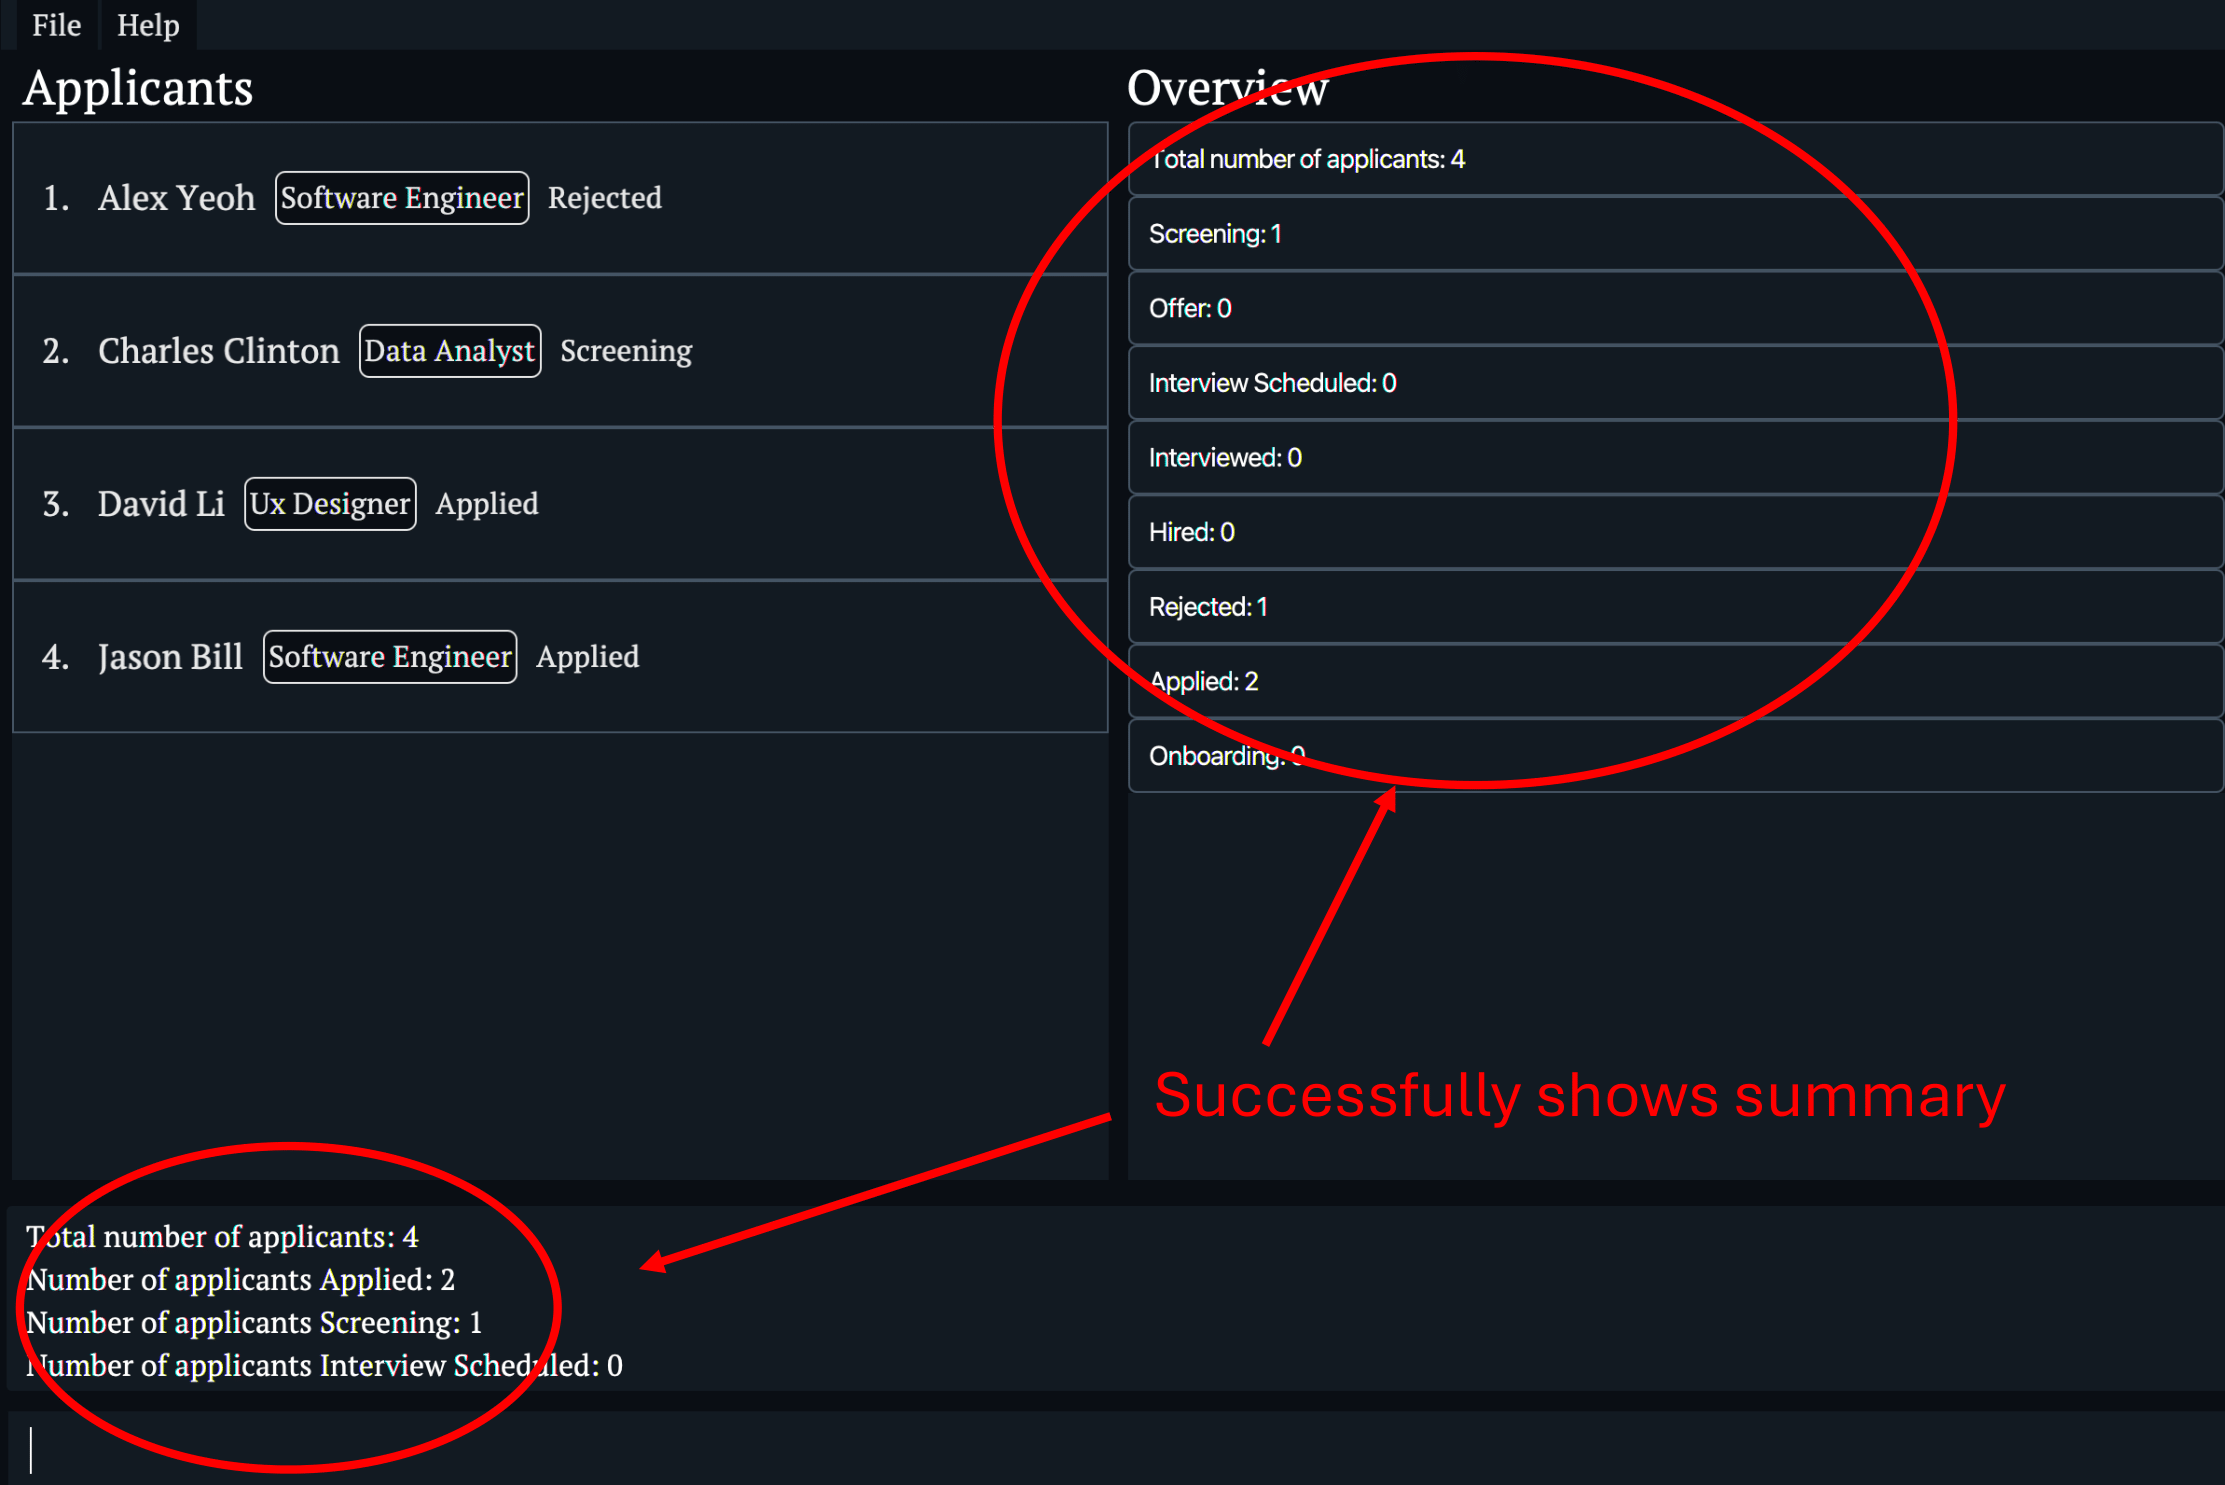 File Help
Applicants
1. Alex Yeoh Software Engineer Rejected
2. Charles Clinton Data Analyst Screening
3. David Li Ux Designer Applied
4. Jason Bill Software Engineer Applied
Overview
Total number of applicants: 4
Screening: 1
Offer: 0
Interview Scheduled: 0
Interviewed: 0
Hired: 0
Rejected: 1
Applied: 2
Onboarding: 0
Successfully shows summary
Total number of applicants: 4
Number of applicants Applied: 2
Number of applicants Screening: 1
Number of applicants Interview Scheduled: 0